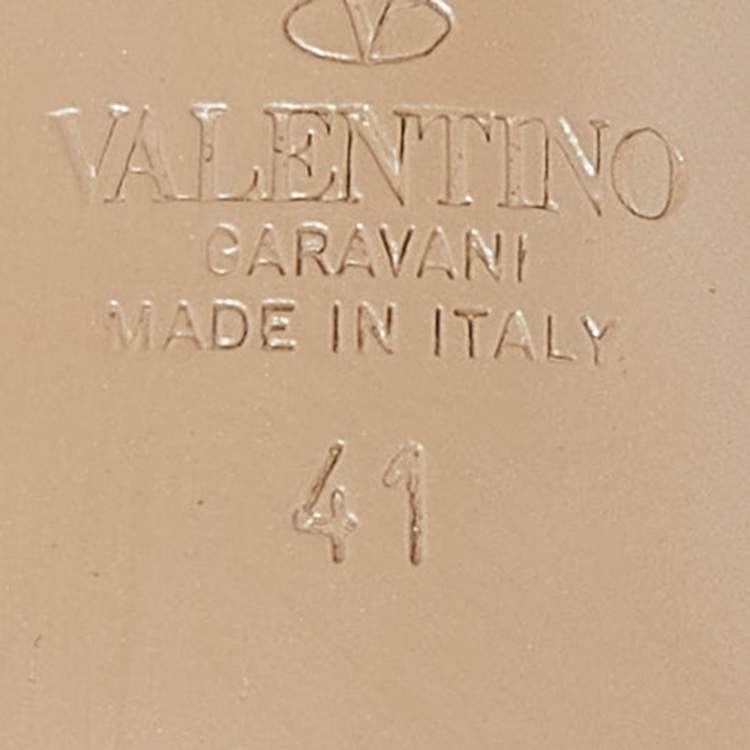 V
VALENTINO
GARAVANI
MADE IN ITALY
41